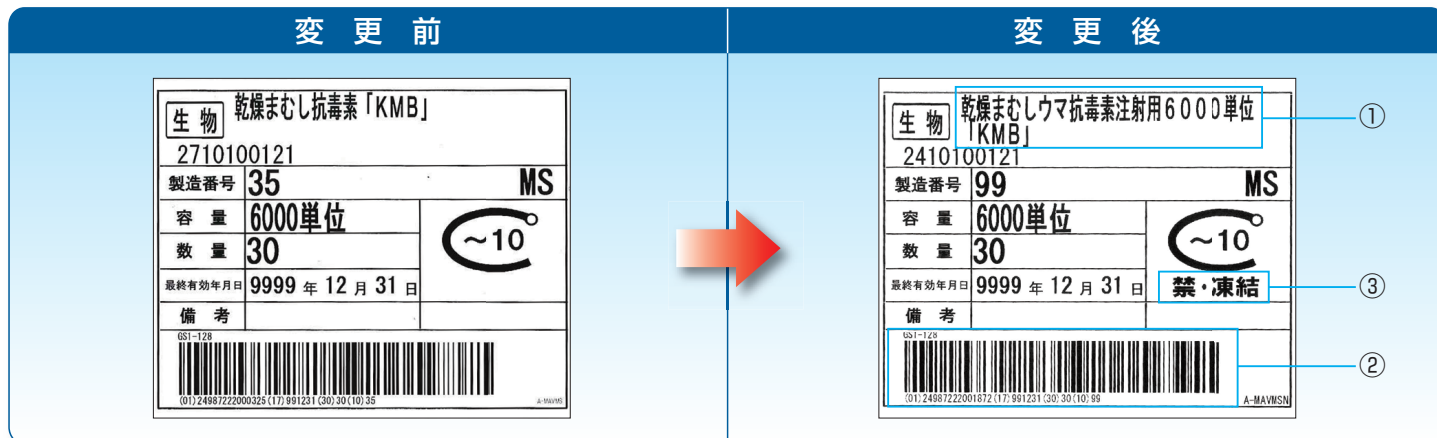 変更前
変更後
生物 乾燥まむし抗毒素「KMB」
2710100121
製造番号 35 MS
容量 6000単位
～10
数量 30
最終有効年月日 9999 年 12 月 31 日
備考
GS1-128
(01)24987222000325(17)991231(30)30(10)35
A-MAVMS
生物 乾燥まむしウマ抗毒素注射用6000単位
「KMB」
①
2410100121
製造番号 99 MS
容量 6000単位
～10
数量 30
最終有効年月日 9999 年 12 月 31 日 禁・凍結
③
備考
GS1-128
②
(01)24987222001872(17)991231(30)30(10)99
A-MAVMSN